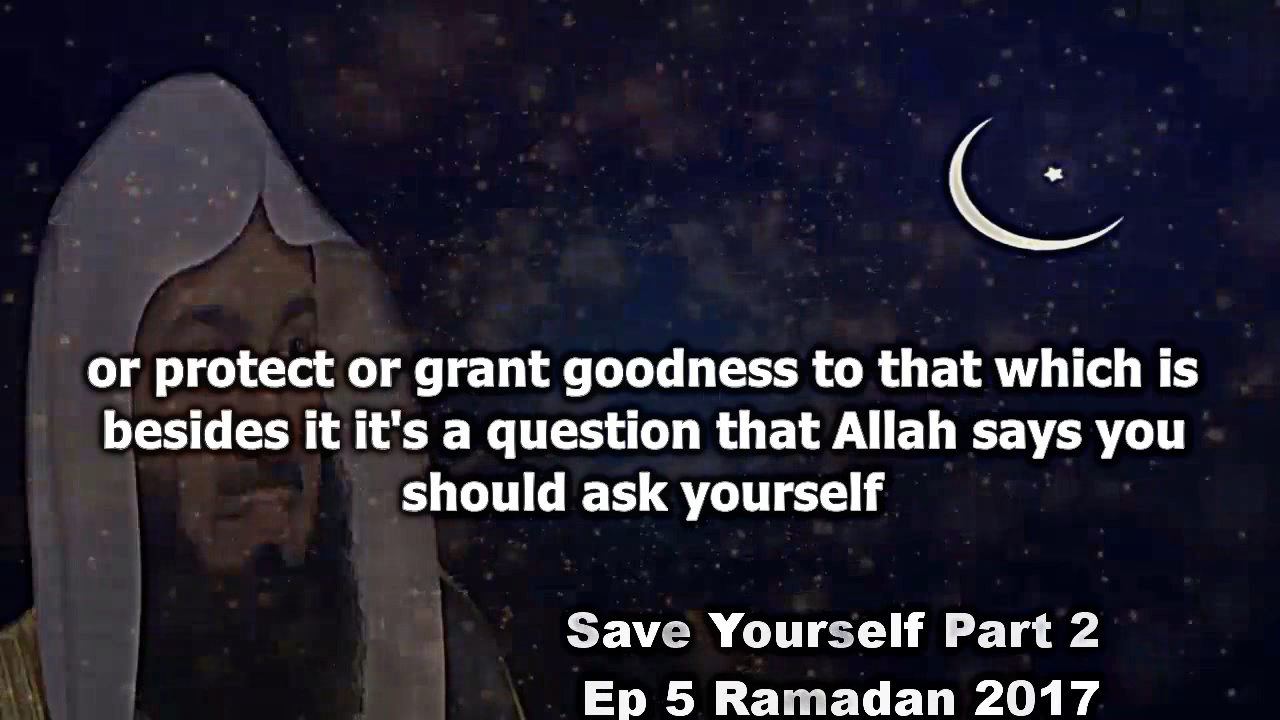 or protect or grant goodness to that which is
besides it it's a question that Allah says you
should ask yourself
Save Yourself Part 2
Ep 5 Ramadan 2017